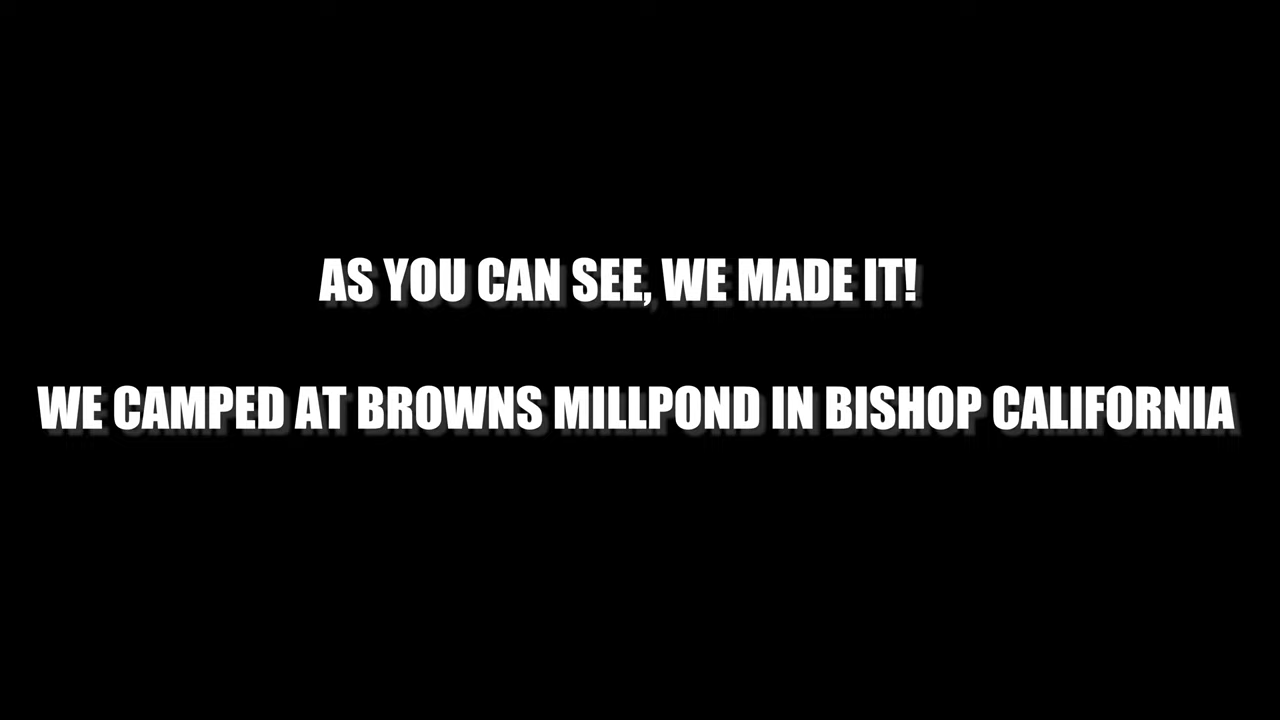 AS YOU CAN SEE, WE MADE IT!
WE CAMPED AT BROWNS MILLPOND IN BISHOP CALIFORNIA